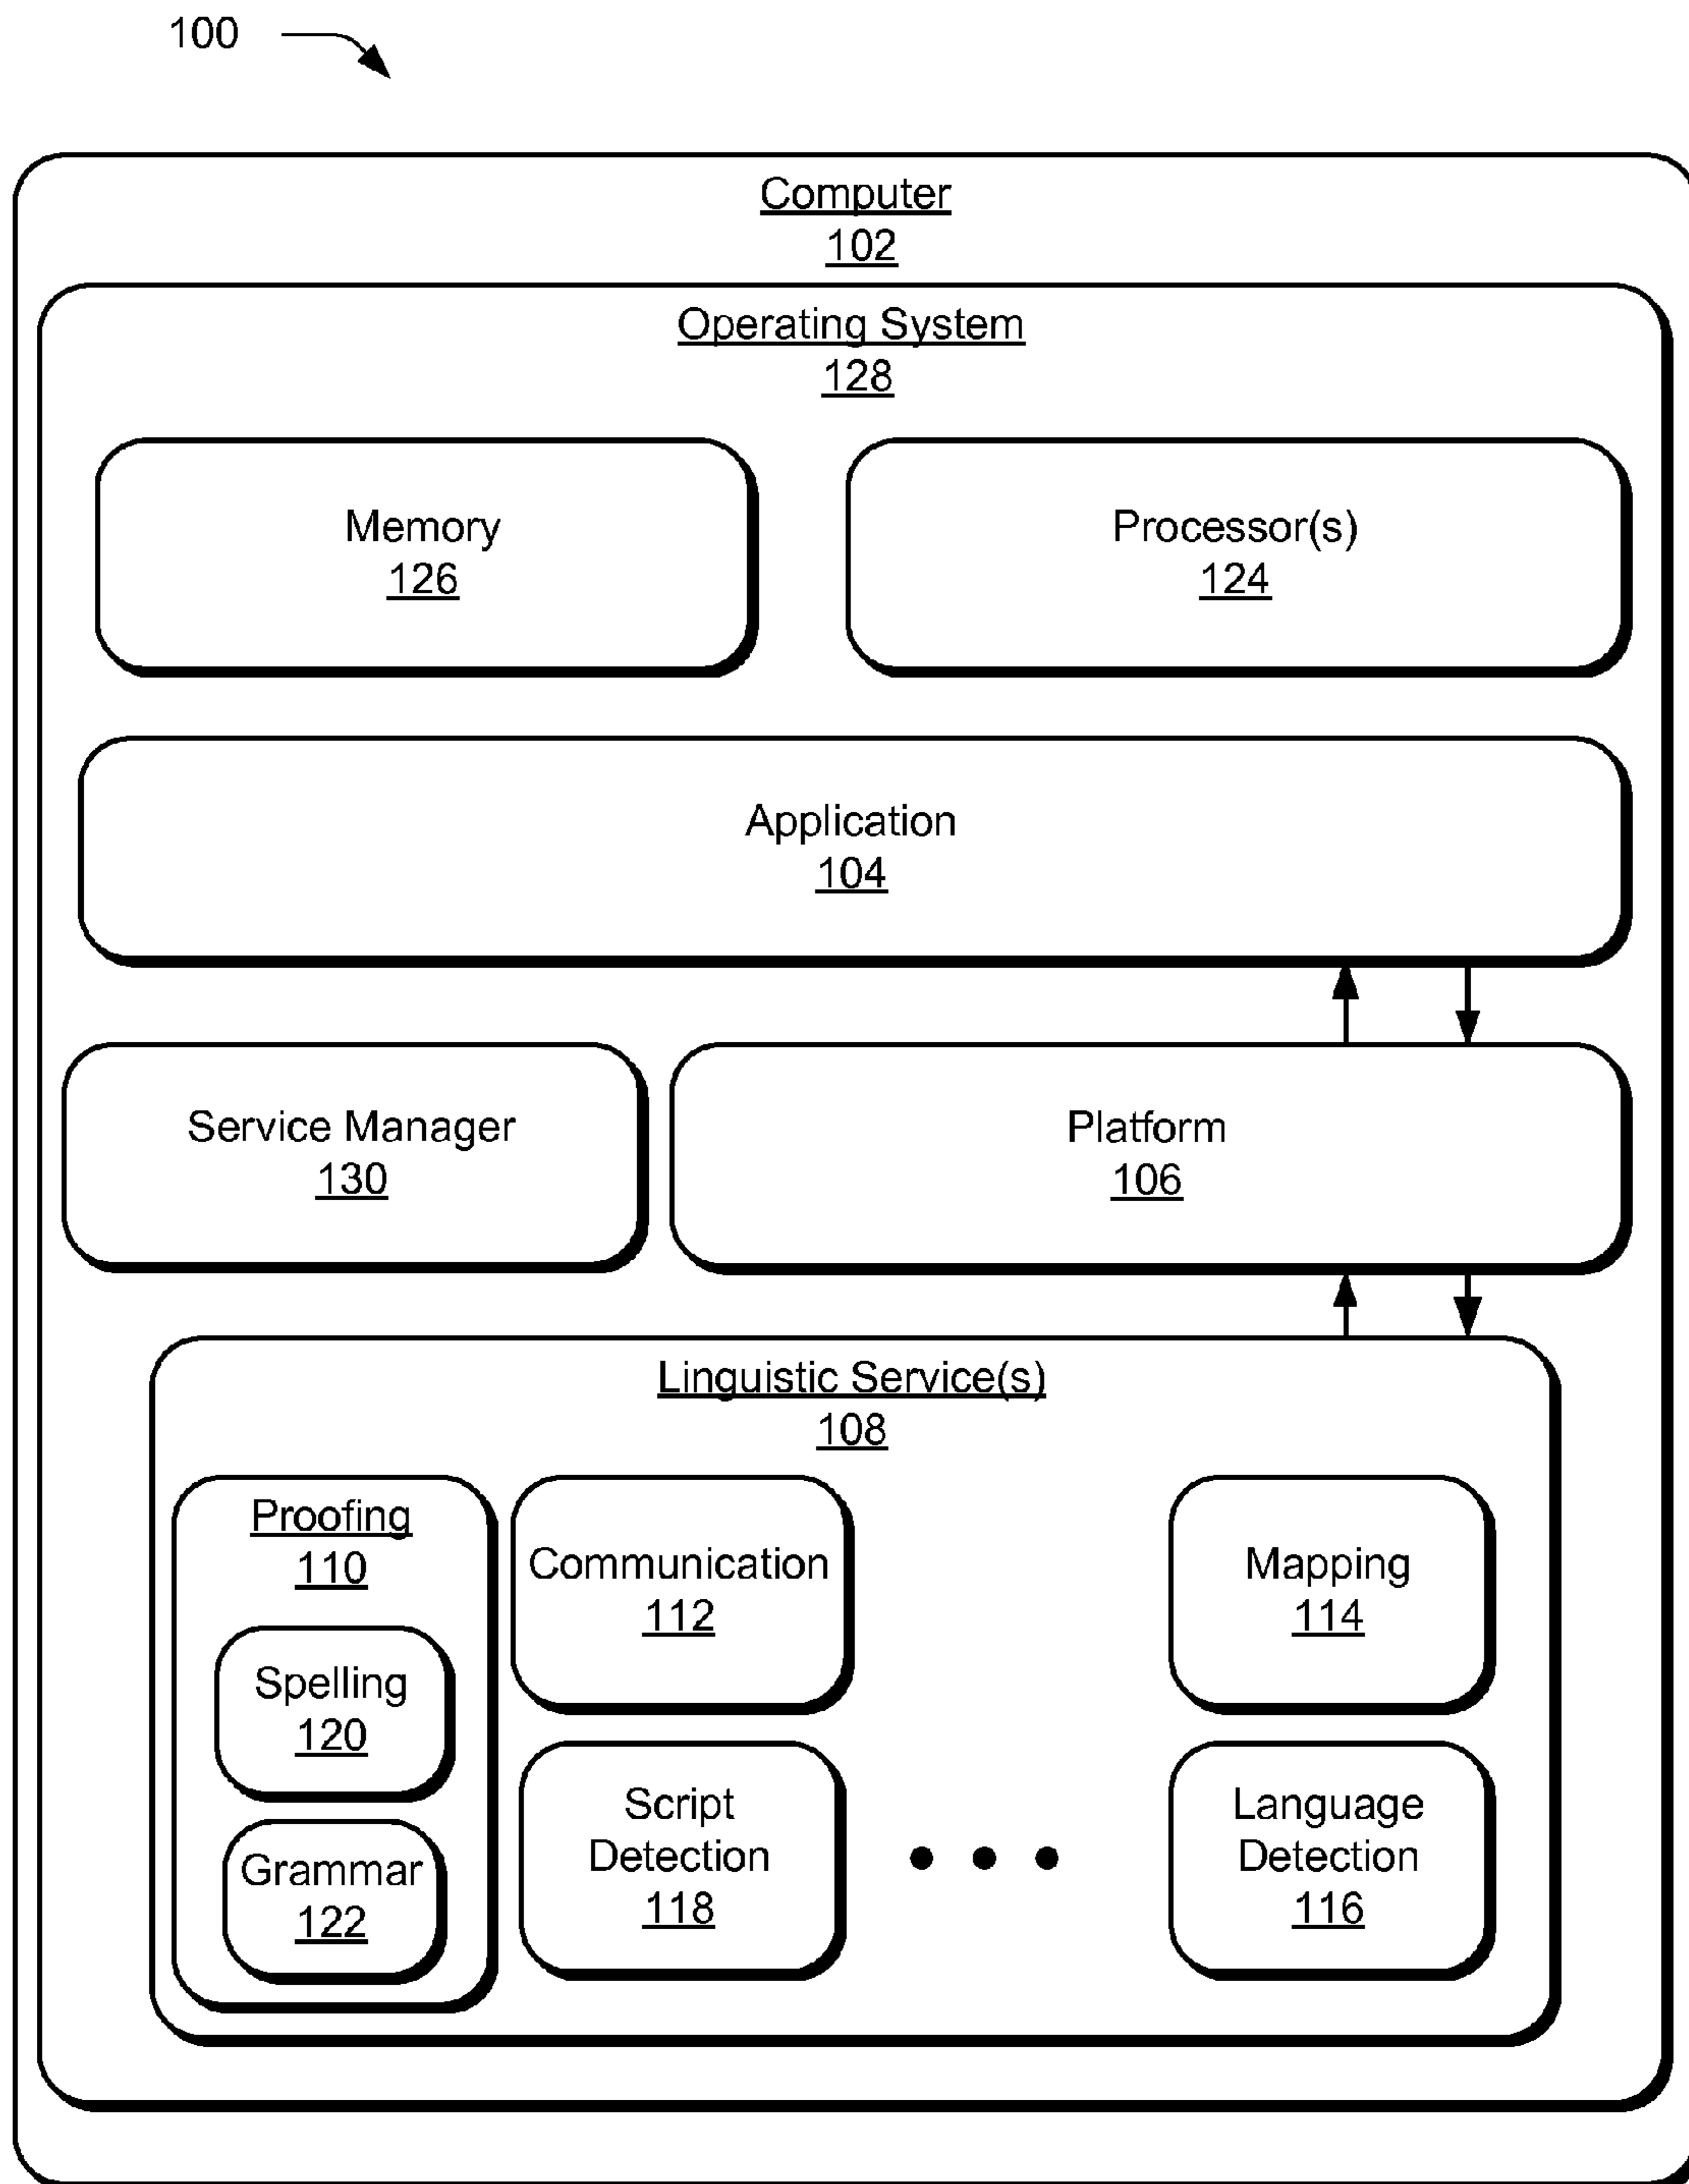 100
Computer
102
Operating System
128
Memory
126
Processor(s)
124
Application
104
Service Manager
130
Platform
106
Linguistic Service(s)
108
Proofing
110
Spelling
120
Grammar
122
Communication
112
Mapping
114
Script
Detection
118
Language
Detection
116